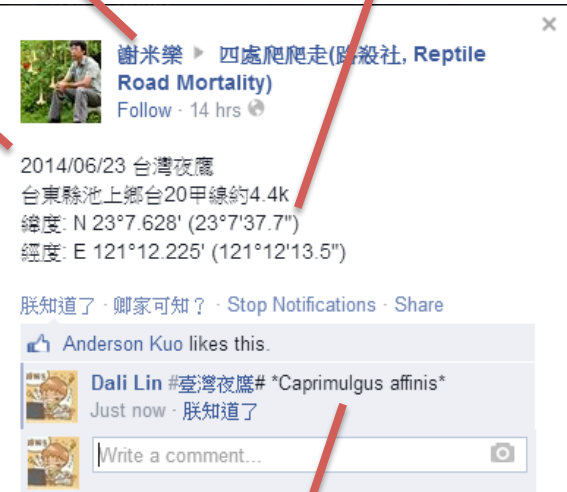 謝米樂 ▶ 四處爬爬走(路殺社, Reptile
Road Mortality)
Follow · 14 hrs
2014/06/23 台灣夜鷹
台東縣池上鄉台20甲線約4.4k
緯度: N 23°7.628' (23°7'37.7")
經度: E 121°12.225' (121°12'13.5")
朕知道了 · 卿家可知？ · Stop Notifications · Share
Anderson Kuo likes this.
Dali Lin #臺灣夜鷹# *Caprimulgus affinis*
Just now · 朕知道了
Write a comment...